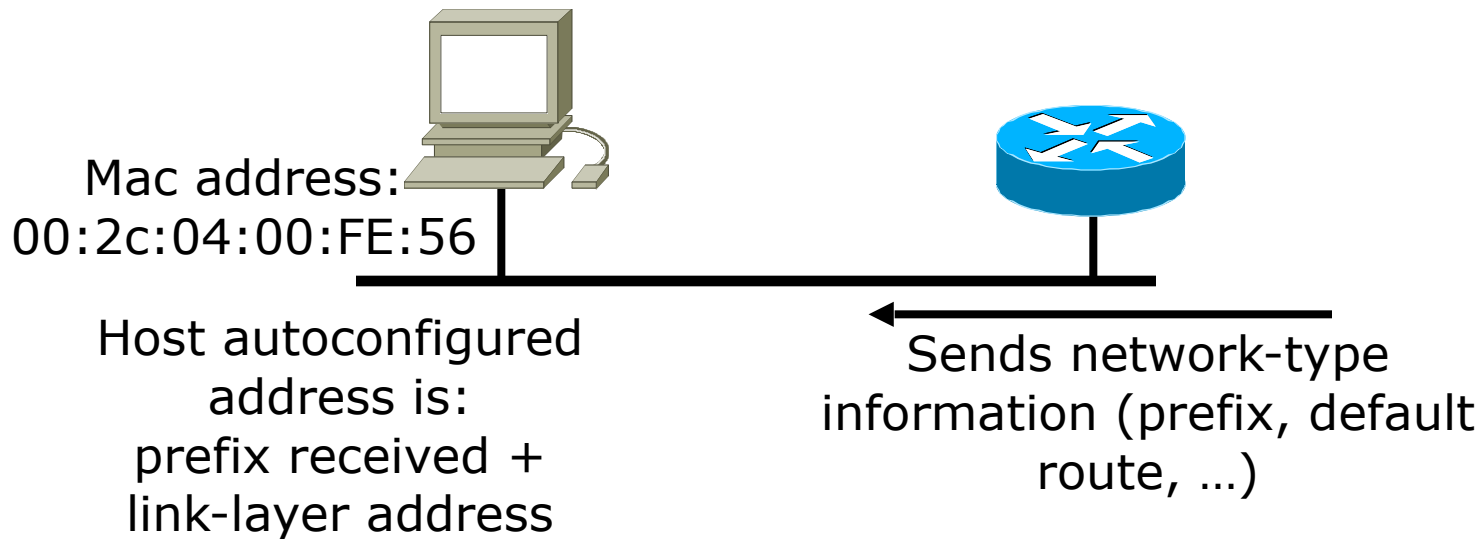 Mac address:
00:2c:04:00:FE:56
Host autoconfigured
address is:
prefix received +
link-layer address
Sends network-type
information (prefix, default
route, …)